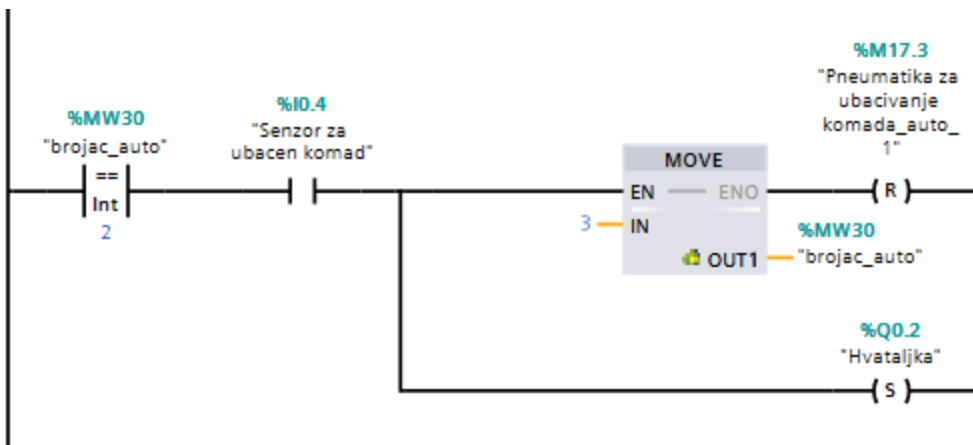 %M17.3
"Pneumatika za
ubacivanje
komada_auto_
1"
%MW30
"brojac_auto"
==
Int
2
%I0.4
"Senzor za
ubacen komad"
MOVE
EN
ENO
3
IN
OUT1
R
%MW30
"brojac_auto"
%Q0.2
"Hvataljka"
S